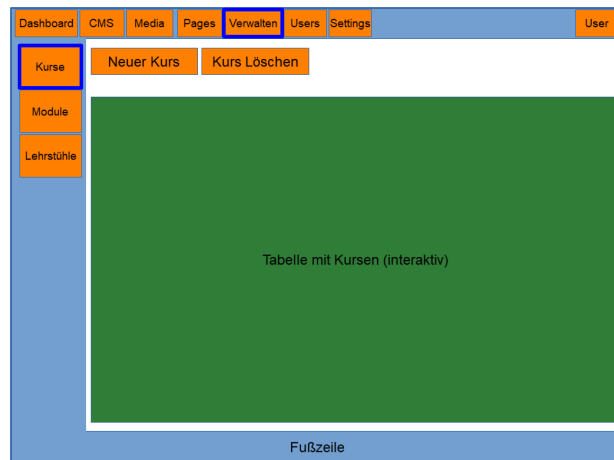 Dashboard CMS Media Pages Verwalten Users Settings User
Kurse
Neuer Kurs Kurs Löschen
Module
Lehrstühle
Tabelle mit Kursen (interaktiv)
Fußzeile